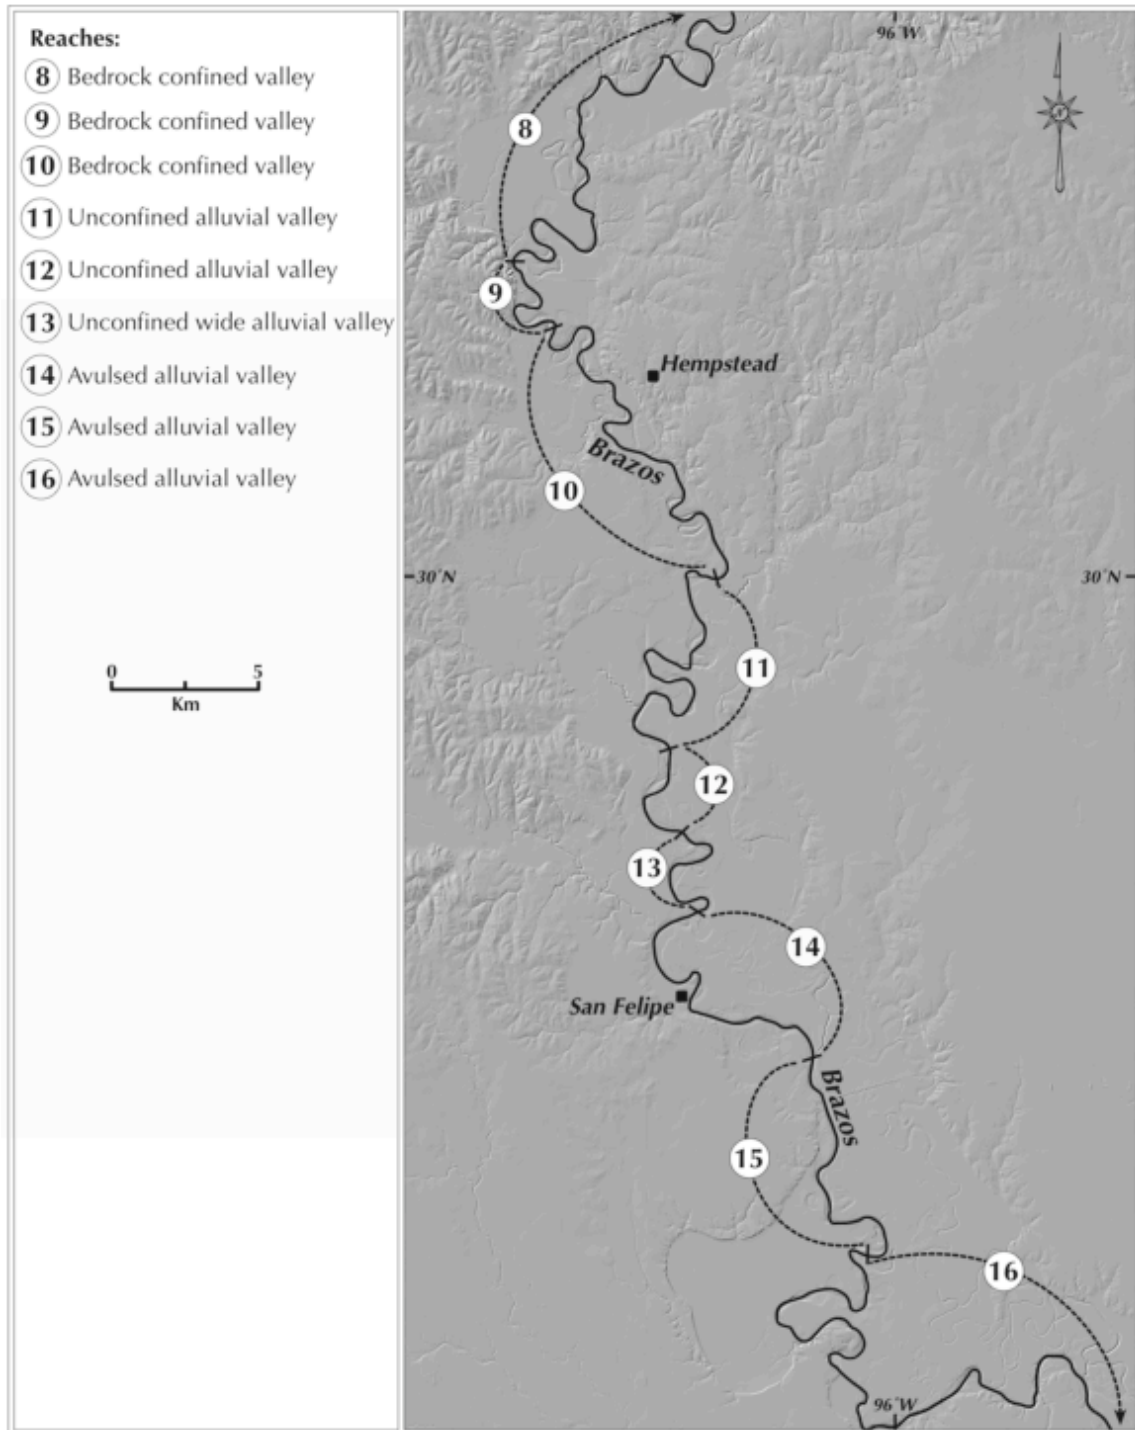 Reaches:
8 Bedrock confined valley
9 Bedrock confined valley
10 Bedrock confined valley
11 Unconfined alluvial valley
12 Unconfined alluvial valley
13 Unconfined wide alluvial valley
14 Avulsed alluvial valley
15 Avulsed alluvial valley
16 Avulsed alluvial valley
0 5
Km
96°W
N
8
9
Hempstead
Brazos
10
30°N 30°N
11
12
13
14
San Felipe
Brazos
15
16
96°W